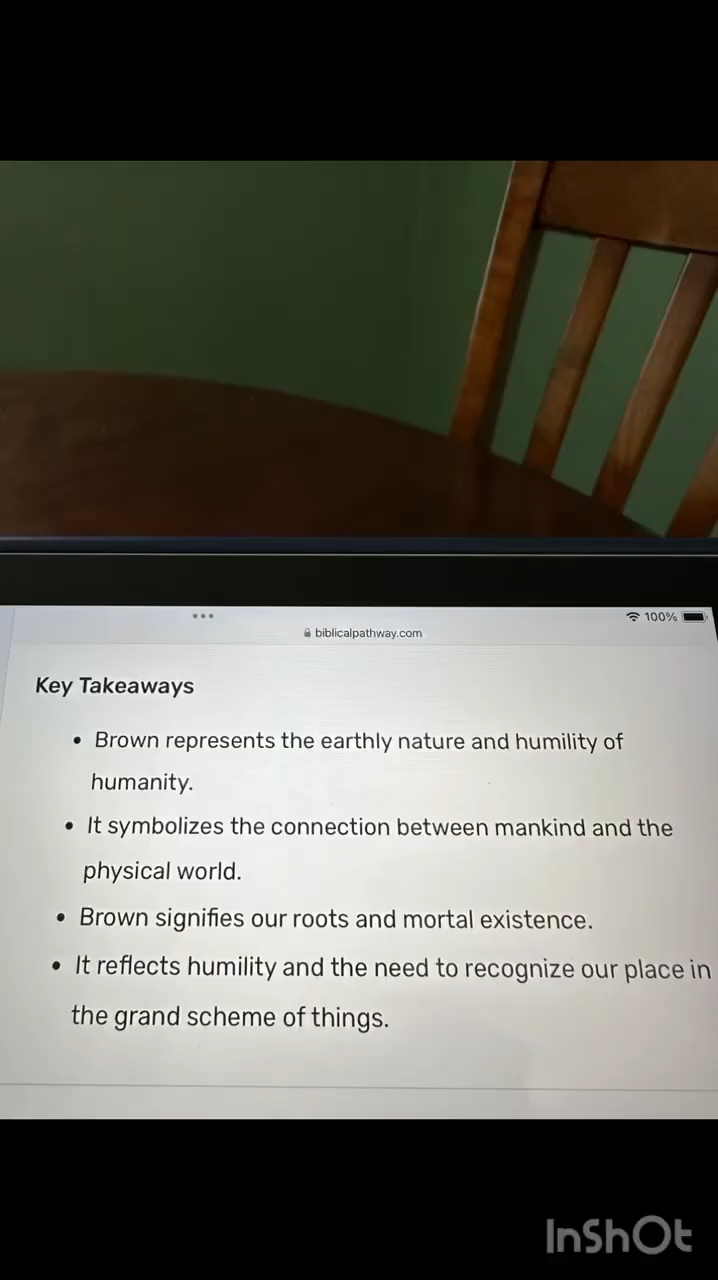 •••
100%
biblicalpathway.com
Key Takeaways
• Brown represents the earthly nature and humility of
humanity.
• It symbolizes the connection between mankind and the
physical world.
• Brown signifies our roots and mortal existence.
• It reflects humility and the need to recognize our place in
the grand scheme of things.
InShOt